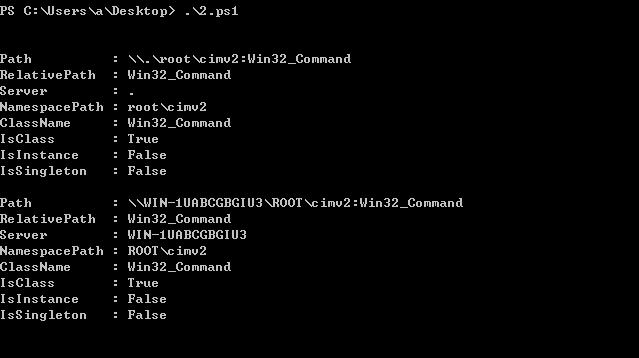 PS C:\Users\a\Desktop> .\2.ps1
Path          : \\.\root\cimv2:Win32_Command
RelativePath  : Win32_Command
Server        : .
NamespacePath : root\cimv2
ClassName     : Win32_Command
IsClass       : True
IsInstance    : False
IsSingleton   : False
Path          : \\WIN-1UABCGBGIU3\ROOT\cimv2:Win32_Command
RelativePath  : Win32_Command
Server        : WIN-1UABCGBGIU3
NamespacePath : ROOT\cimv2
ClassName     : Win32_Command
IsClass       : True
IsInstance    : False
IsSingleton   : False